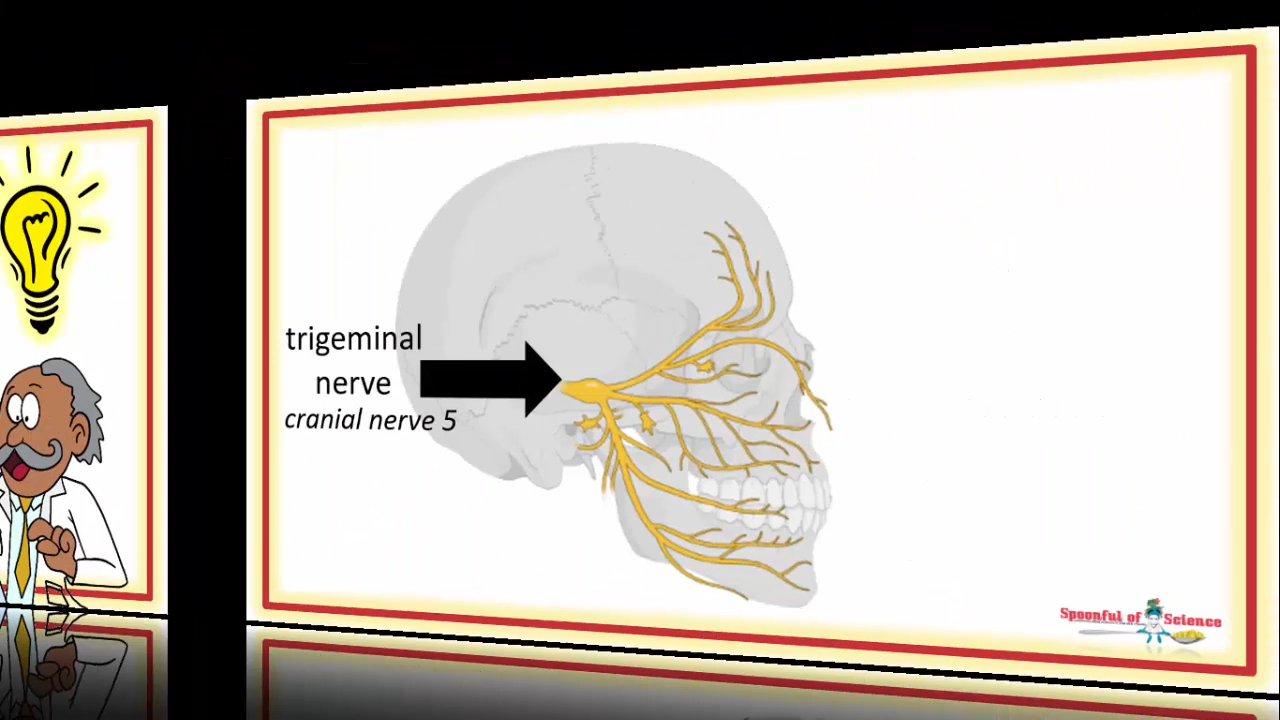 trigeminal
nerve
cranial nerve 5
Spoonful of Science